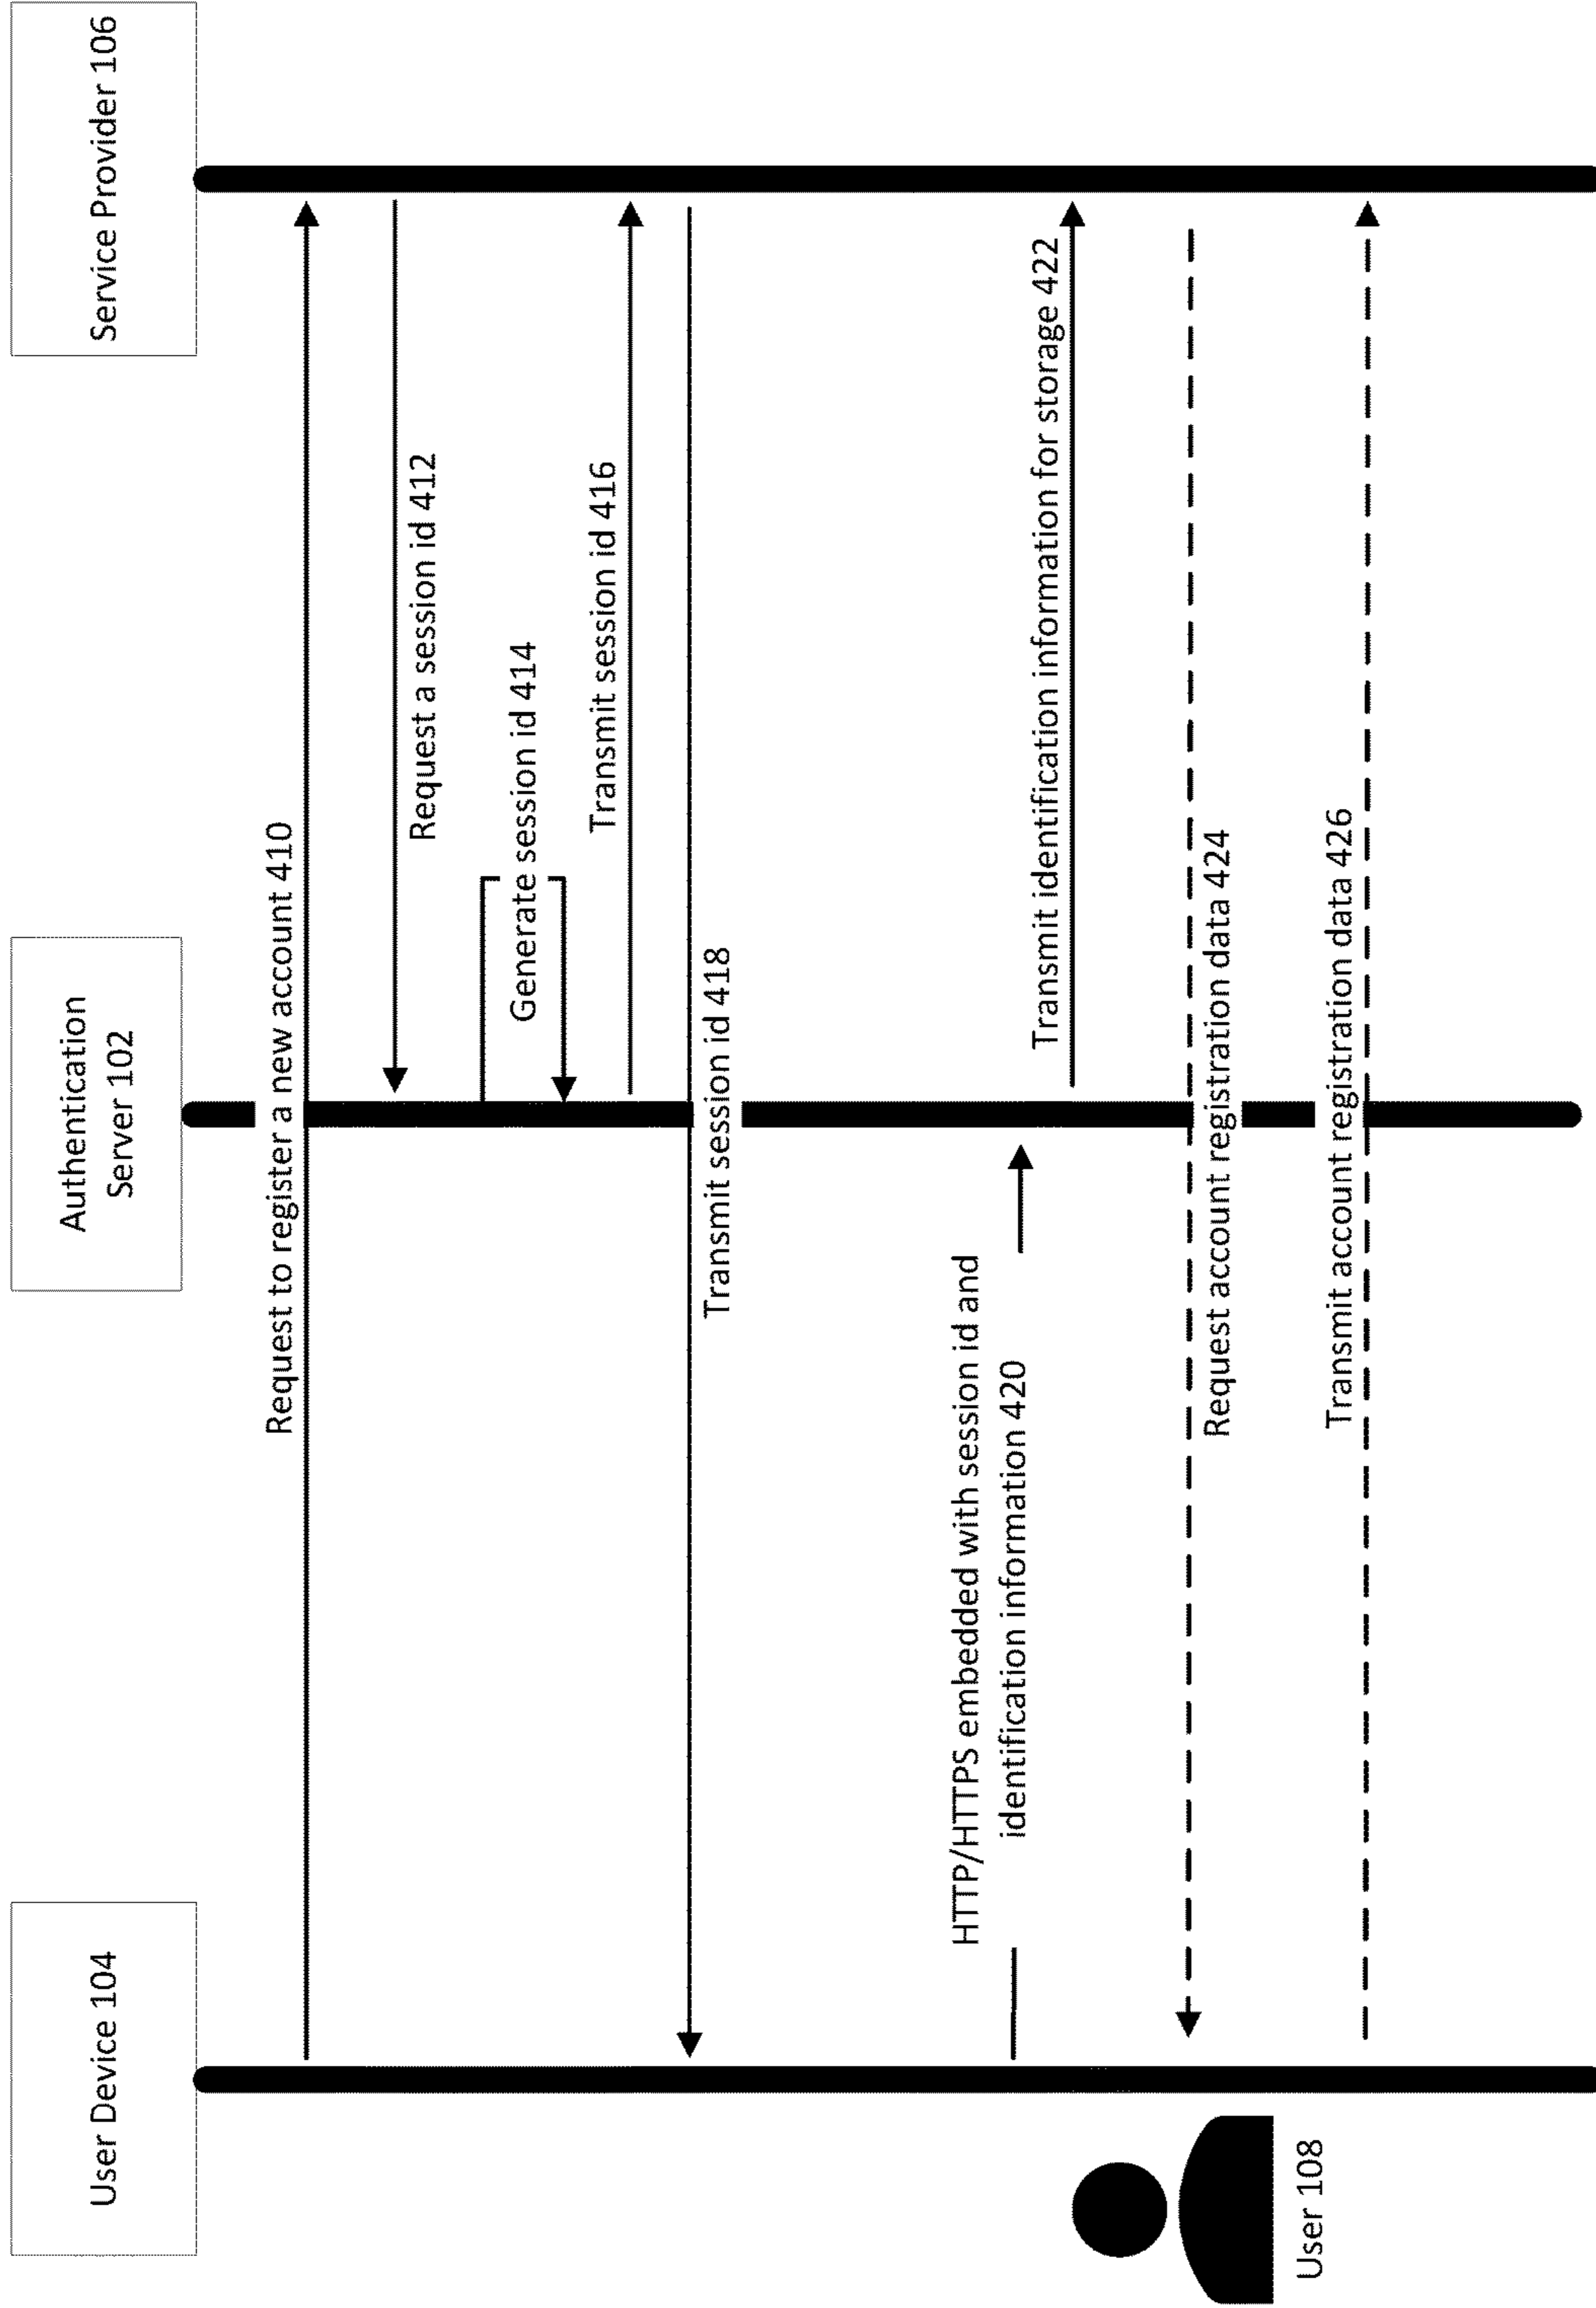 User Device 104
Authentication
Server 102
Service Provider 106
Request to register a new account 410
Request a session id 412
Generate session id 414
Transmit session id 416
Transmit session id 418
HTTP/HTTPS embedded with session id and
identification information 420
Transmit identification information for storage 422
Request account registration data 424
Transmit account registration data 426
User 108